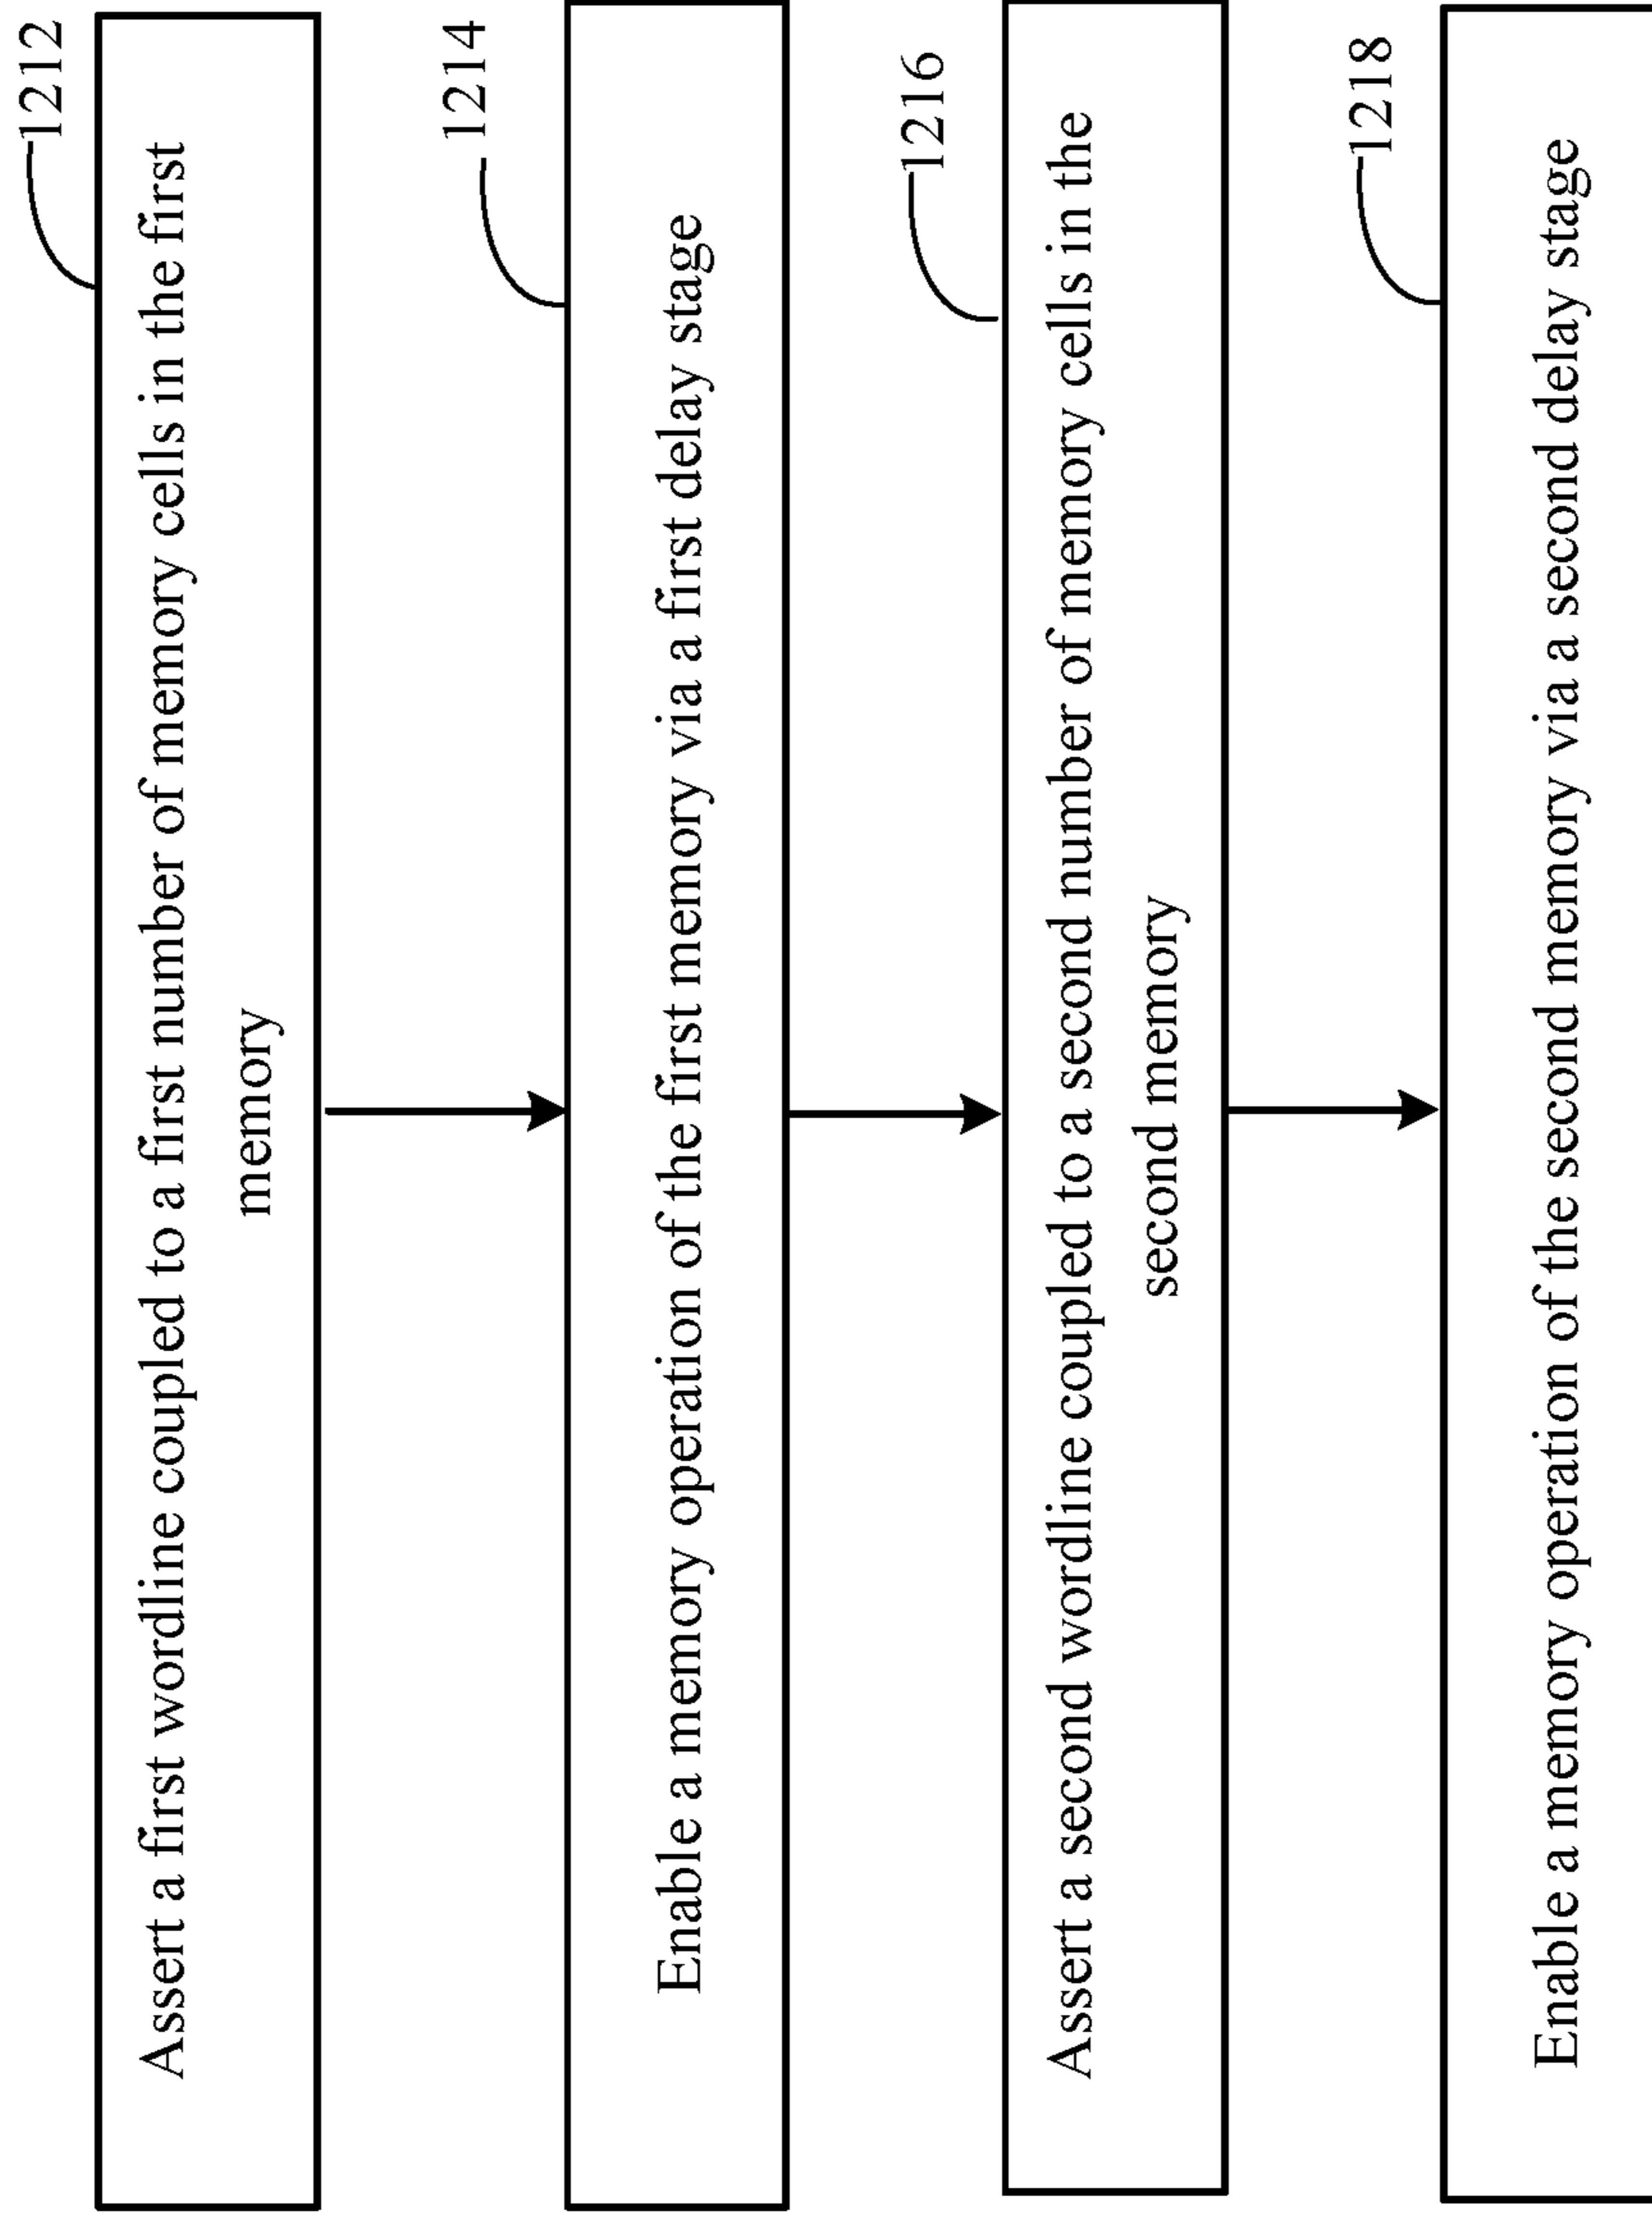 1212
Assert a first wordline coupled to a first number of memory cells in the first
memory
1214
Enable a memory operation of the first memory via a first delay stage
1216
Assert a second wordline coupled to a second number of memory cells in the
second memory
1218
Enable a memory operation of the second memory via a second delay stage